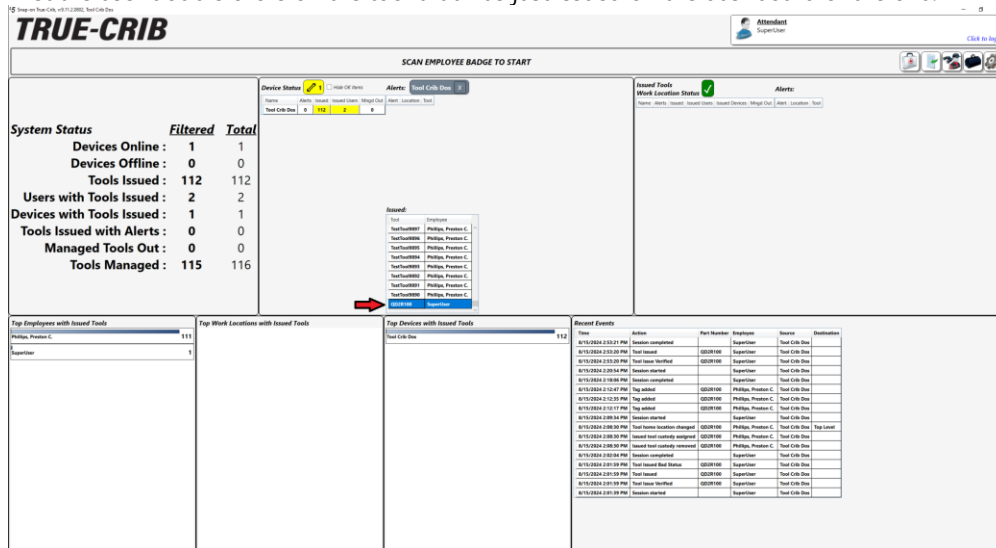 Snap-on True-Crib, v
TRUE-CRIB
Attendant
SuperUser
Click to log
SCAN EMPLOYEE BADGE TO START
Device Status 1 Hide OK Items Alerts: Tool Crib Dos X
Name Alerts Issued Issued Users Mngd Out Alert Location Tool
Tool Crib Dos 0 112 2 0
Issued Tools
Work Location Status Alerts:
Name Alerts Issued Issued Users Issued Devices Mngd Out Alert Location Tool
System Status Filtered Total
Devices Online : 1 1
Devices Offline : 0 0
Tools Issued : 112 112
Users with Tools Issued : 2 2
Devices with Tools Issued : 1 1
Tools Issued with Alerts : 0 0
Managed Tools Out : 0 0
Tools Managed : 115 116
Issued:
Tool Employee
TestTool9897 Phillips, Preston C.
TestTool9896 Phillips, Preston C.
TestTool9895 Phillips, Preston C.
TestTool9894 Phillips, Preston C.
TestTool9893 Phillips, Preston C.
TestTool9892 Phillips, Preston C.
TestTool9891 Phillips, Preston C.
TestTool9890 Phillips, Preston C.
QD2R100 SuperUser
Top Employees with Issued Tools
Phillips, Preston C. 111
SuperUser 1
Top Work Locations with Issued Tools
Top Devices with Issued Tools
Tool Crib Dos 112
Recent Events
Time Action Part Number Employee Source Destination
8/15/2024 2:53:21 PM Session completed SuperUser Tool Crib Dos
8/15/2024 2:53:20 PM Tool Issued QD2R100 SuperUser Tool Crib Dos
8/15/2024 2:53:20 PM Tool Issue Verified QD2R100 SuperUser Tool Crib Dos
8/15/2024 2:20:54 PM Session started SuperUser Tool Crib Dos
8/15/2024 2:18:06 PM Session completed SuperUser Tool Crib Dos
8/15/2024 2:12:47 PM Tag added QD2R100 Phillips, Preston C. Tool Crib Dos
8/15/2024 2:12:35 PM Tag added QD2R100 Phillips, Preston C. Tool Crib Dos
8/15/2024 2:12:17 PM Tag added QD2R100 Phillips, Preston C. Tool Crib Dos
8/15/2024 2:09:34 PM Session started SuperUser Tool Crib Dos
8/15/2024 2:08:30 PM Tool home location changed QD2R100 Phillips, Preston C. Tool Crib Dos Top Level
8/15/2024 2:08:30 PM Issued tool custody assigned QD2R100 Phillips, Preston C. Tool Crib Dos
8/15/2024 2:08:30 PM Issued tool custody removed QD2R100 Phillips, Preston C. Tool Crib Dos
8/15/2024 2:02:04 PM Session completed SuperUser Tool Crib Dos
8/15/2024 2:01:59 PM Tool Issued Bad Status QD2R100 SuperUser Tool Crib Dos
8/15/2024 2:01:59 PM Tool Issued QD2R100 SuperUser Tool Crib Dos
8/15/2024 2:01:59 PM Tool Issue Verified QD2R100 SuperUser Tool Crib Dos
8/15/2024 2:01:39 PM Session started SuperUser Tool Crib Dos